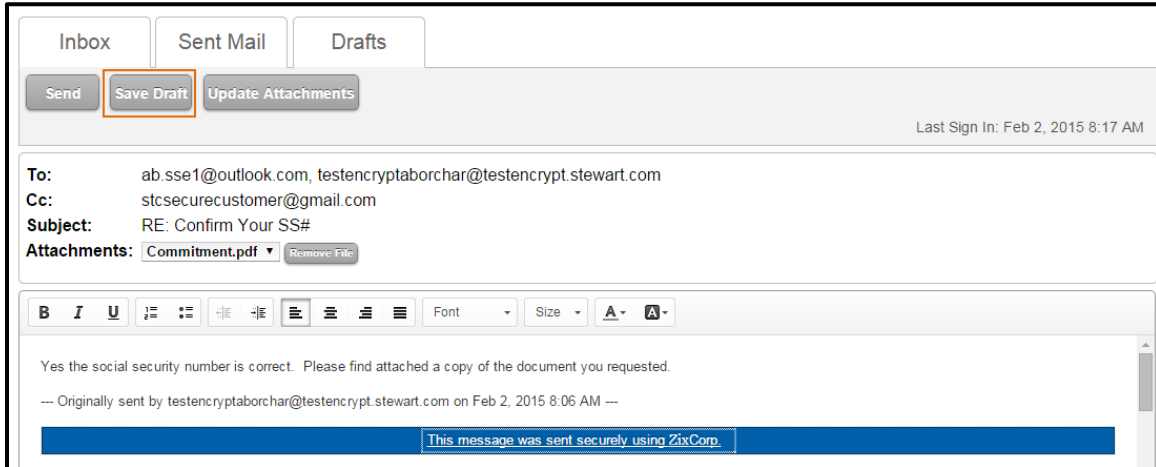 Inbox Sent Mail Drafts
Send Save Draft Update Attachments
Last Sign In: Feb 2, 2015 8:17 AM
To: ab.sse1@outlook.com, testencryptaborchar@testencrypt.stewart.com
Cc: stcsecurecustomer@gmail.com
Subject: RE: Confirm Your SS#
Attachments: Commitment.pdf Remove File
B I U Font Size A A
Yes the social security number is correct. Please find attached a copy of the document you requested.
--- Originally sent by testencryptaborchar@testencrypt.stewart.com on Feb 2, 2015 8:06 AM ---
This message was sent securely using ZixCorp.